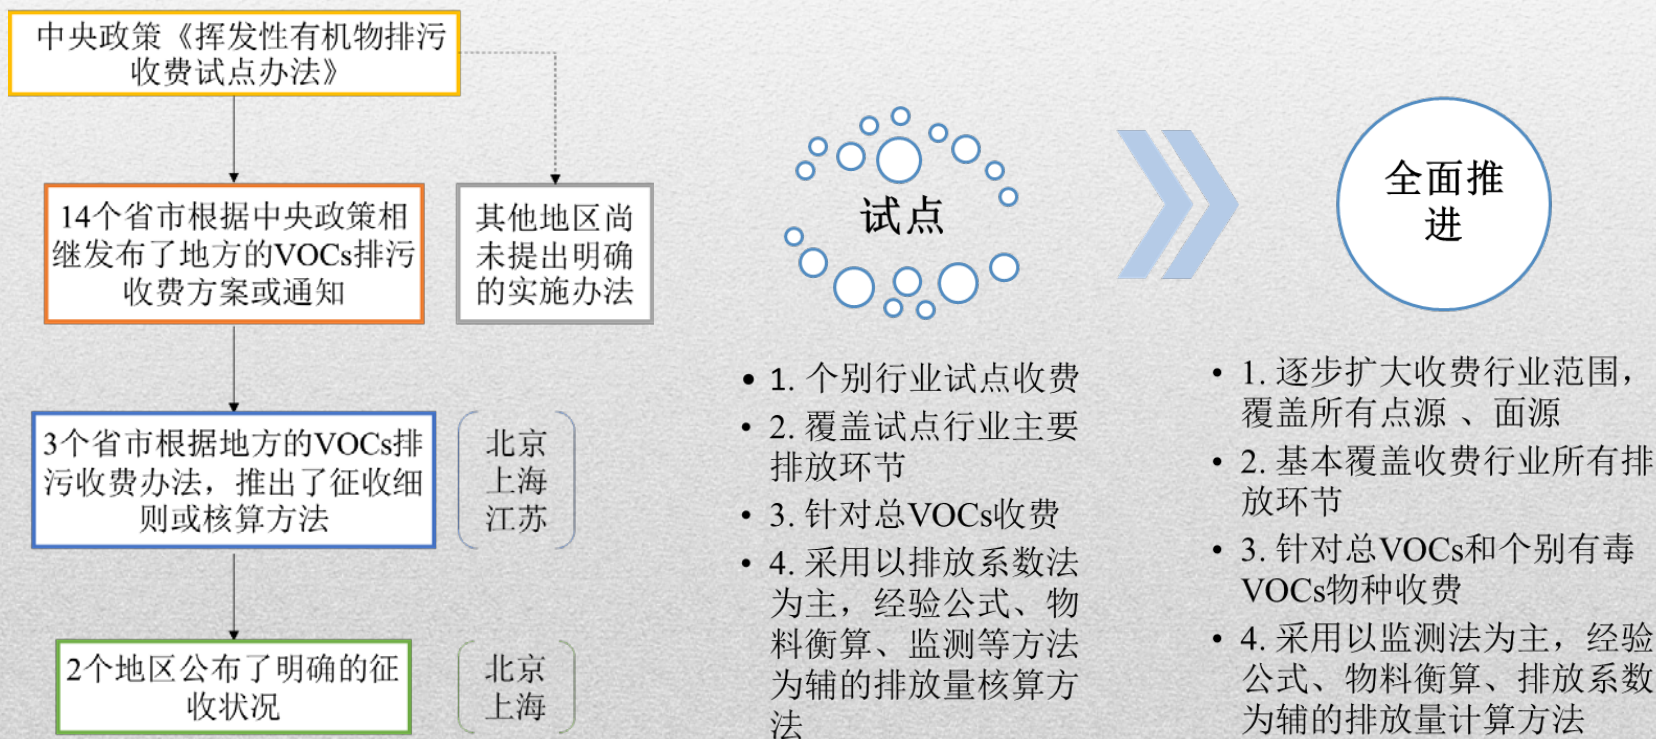 中央政策《挥发性有机物排污
收费试点办法》
14个省市根据中央政策相
继发布了地方的VOCs排污
收费方案或通知
其他地区尚
未提出明确
的实施办法
3个省市根据地方的VOCs排
污收费办法，推出了征收细
则或核算方法
北京
上海
江苏
2个地区公布了明确的征
收状况
北京
上海
试点
• 1. 个别行业试点收费
• 2. 覆盖试点行业主要
排放环节
• 3. 针对总VOCs收费
• 4. 采用以排放系数法
为主，经验公式、物
料衡算、监测等方法
为辅的排放量核算方
法
全面推
进
• 1. 逐步扩大收费行业范围，
覆盖所有点源 、面源
• 2. 基本覆盖收费行业所有排
放环节
• 3. 针对总VOCs和个别有毒
VOCs物种收费
• 4. 采用以监测法为主，经验
公式、物料衡算、排放系数
为辅的排放量计算方法